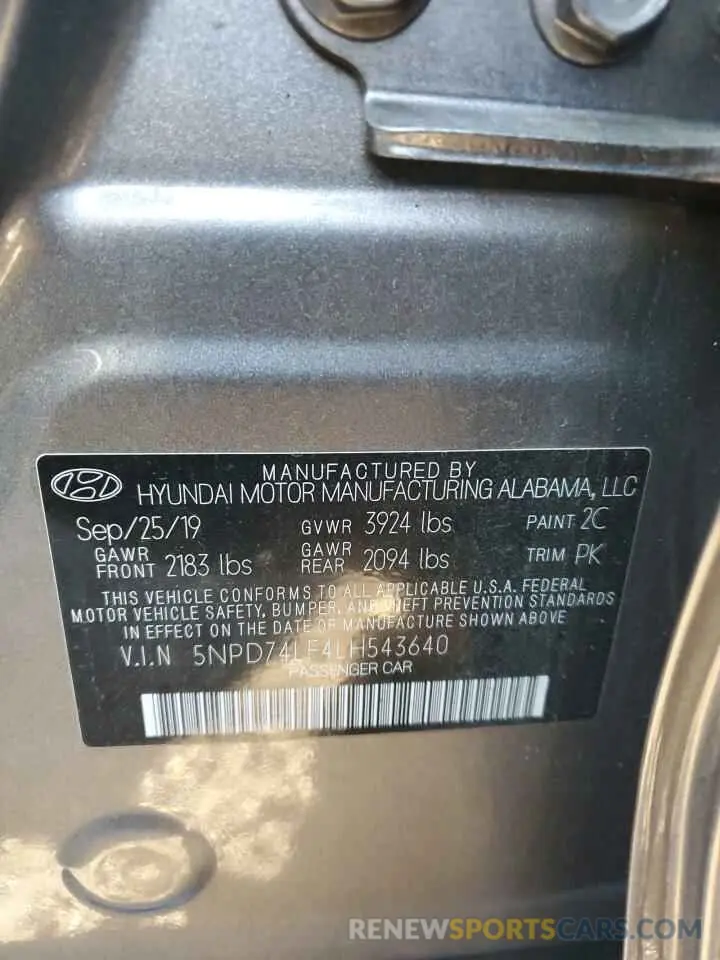 MANUFACTURED BY
HYUNDAI MOTOR MANUFACTURING ALABAMA, LLC
Sep/25/19 GVWR 3924 lbs PAINT 2C
GAWR FRONT 2183 lbs GAWR REAR 2094 lbs TRIM PK
THIS VEHICLE CONFORMS TO ALL APPLICABLE U.S.A. FEDERAL
MOTOR VEHICLE SAFETY, BUMPER, AND THEFT PREVENTION STANDARDS
IN EFFECT ON THE DATE OF MANUFACTURE SHOWN ABOVE
V.I.N 5NPD74LF4LH543640
PASSENGER CAR
RENEWSPORTSCARS.COM